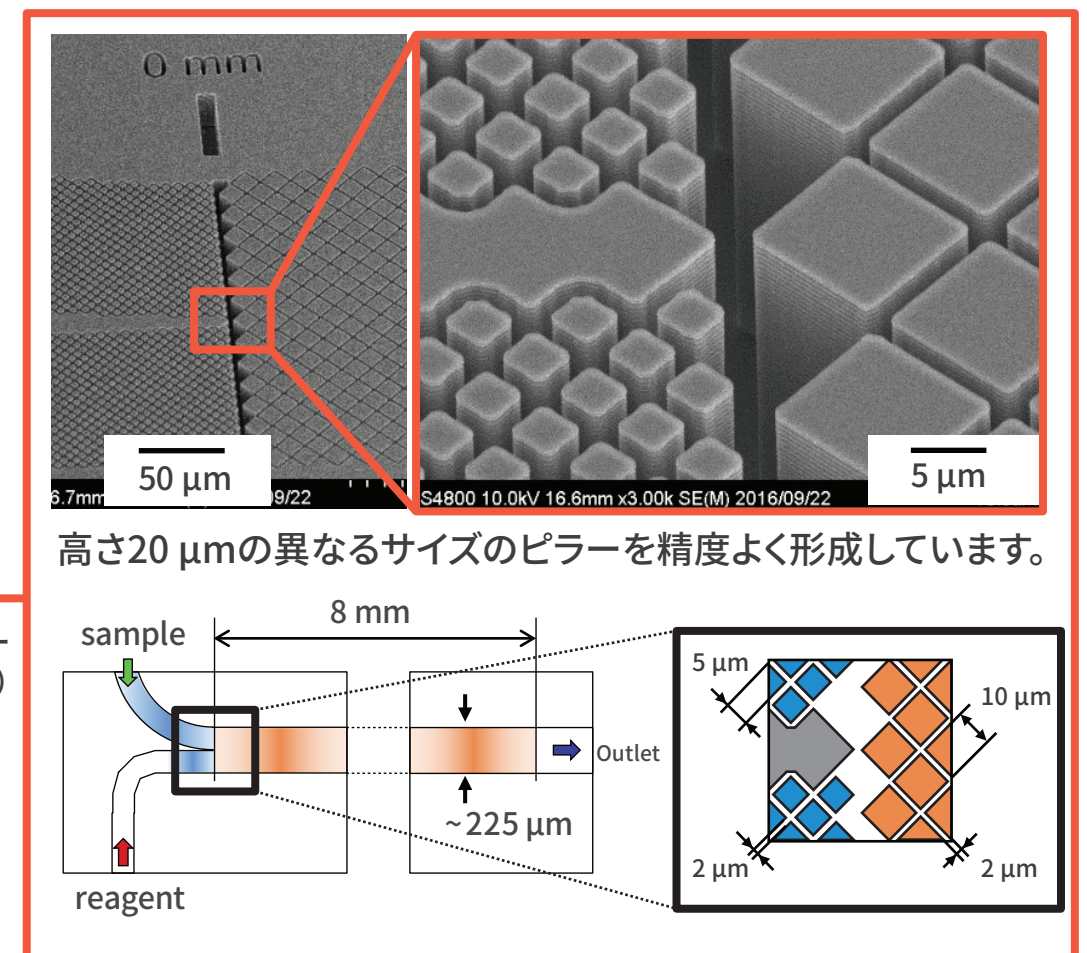 0 mm
50 µm
6.7mm
09/22
5 µm
S4800 10.0kV 16.6mm x3.00k SE(M) 2016/09/22
高さ20 µmの異なるサイズのピラーを精度よく形成しています。
)
8 mm
sample
Outlet
~225 µm
reagent
5 µm
10 µm
2 µm
2 µm